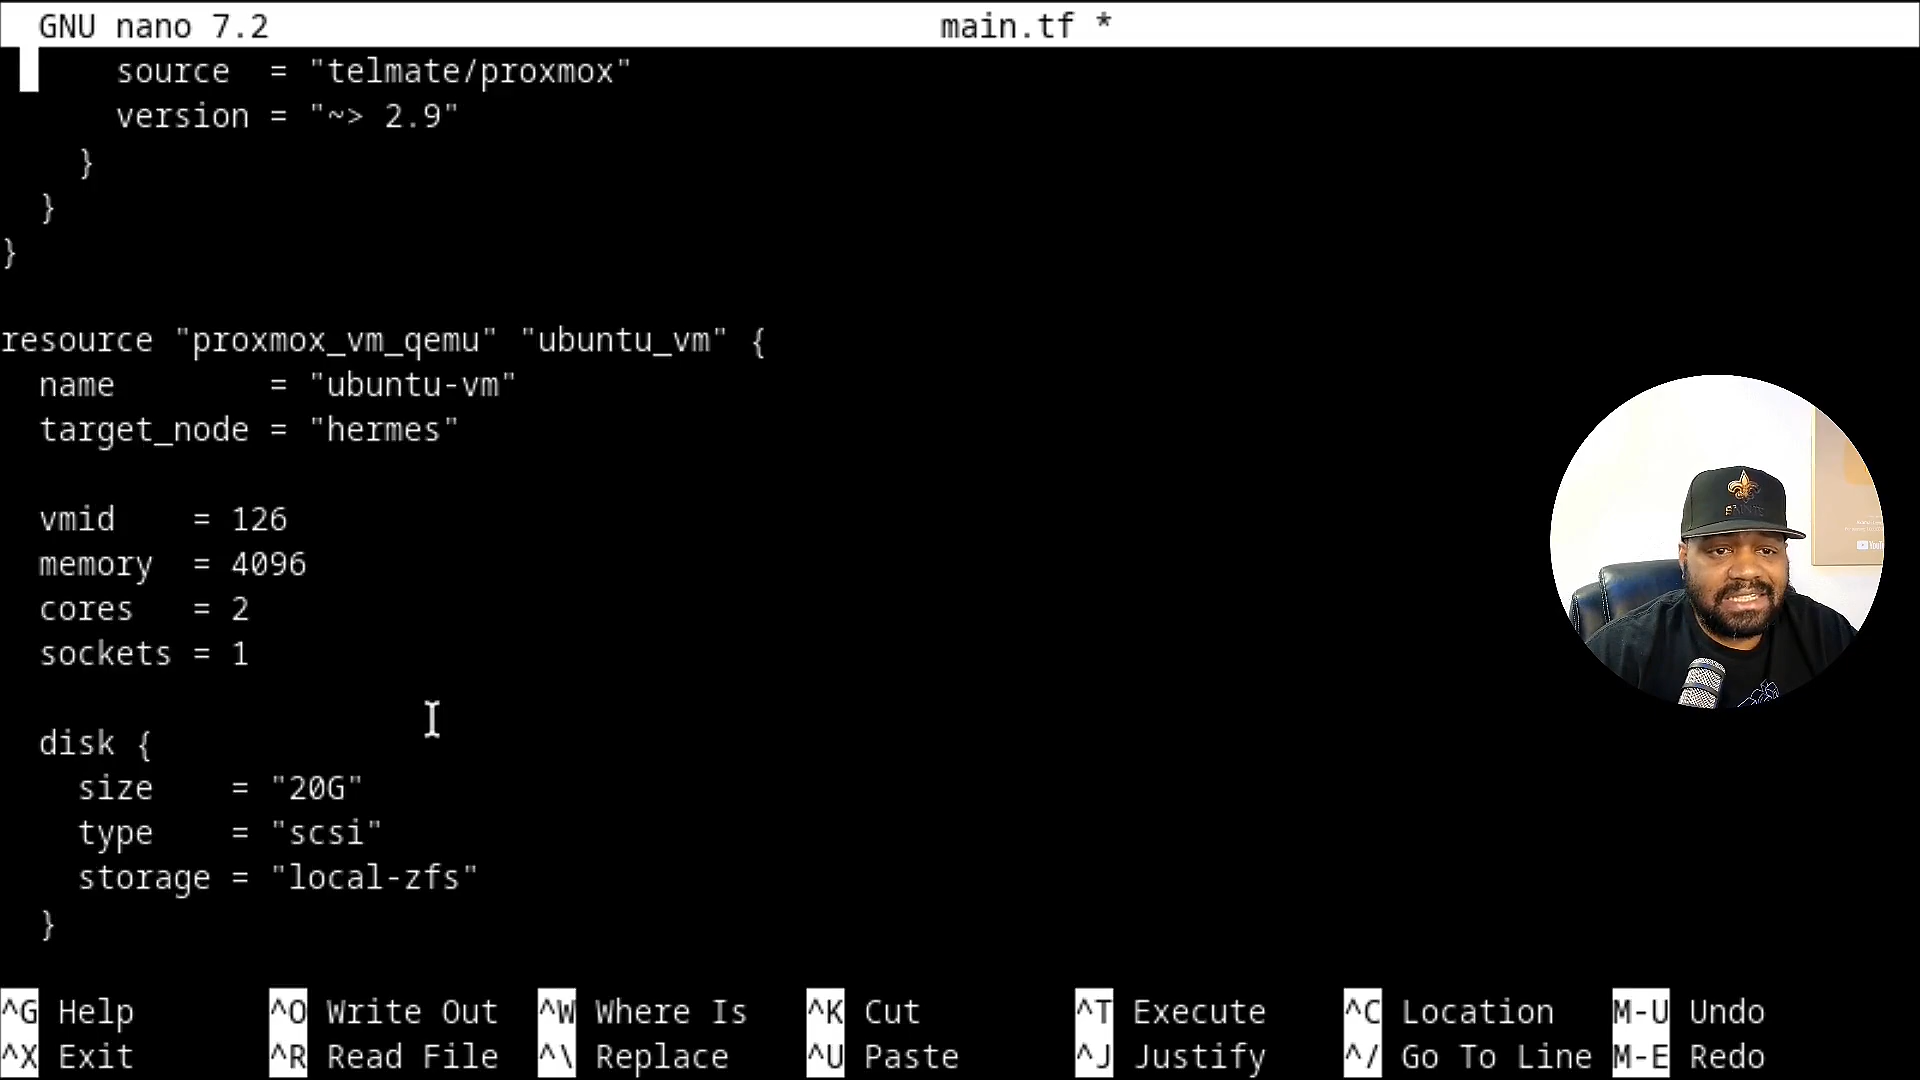 GNU nano 7.2 main.tf *
source = "telmate/proxmox"
version = "~> 2.9"
}
}
}
resource "proxmox_vm_qemu" "ubuntu_vm" {
name = "ubuntu-vm"
target_node = "hermes"
vmid = 126
memory = 4096
cores = 2
sockets = 1
disk {
size = "20G"
type = "scsi"
storage = "local-zfs"
}
SAINTS
^G Help ^O Write Out ^W Where Is ^K Cut ^T Execute ^C Location M-U Undo
^X Exit ^R Read File ^\ Replace ^U Paste ^J Justify ^/ Go To Line M-E Redo